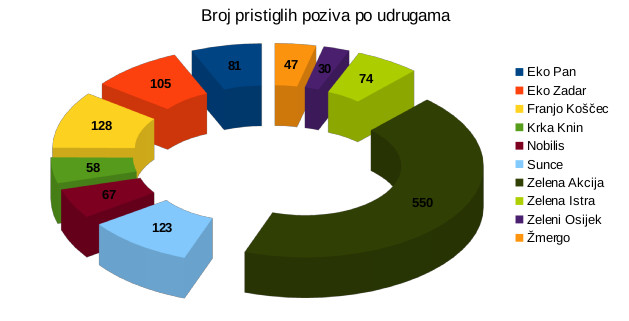 Broj pristiglih poziva po udrugama
81
47
30
74
105
128
58
67
123
550
Eko Pan
Eko Zadar
Franjo Koščec
Krka Knin
Nobilis
Sunce
Zelena Akcija
Zelena Istra
Zeleni Osijek
Žmergo